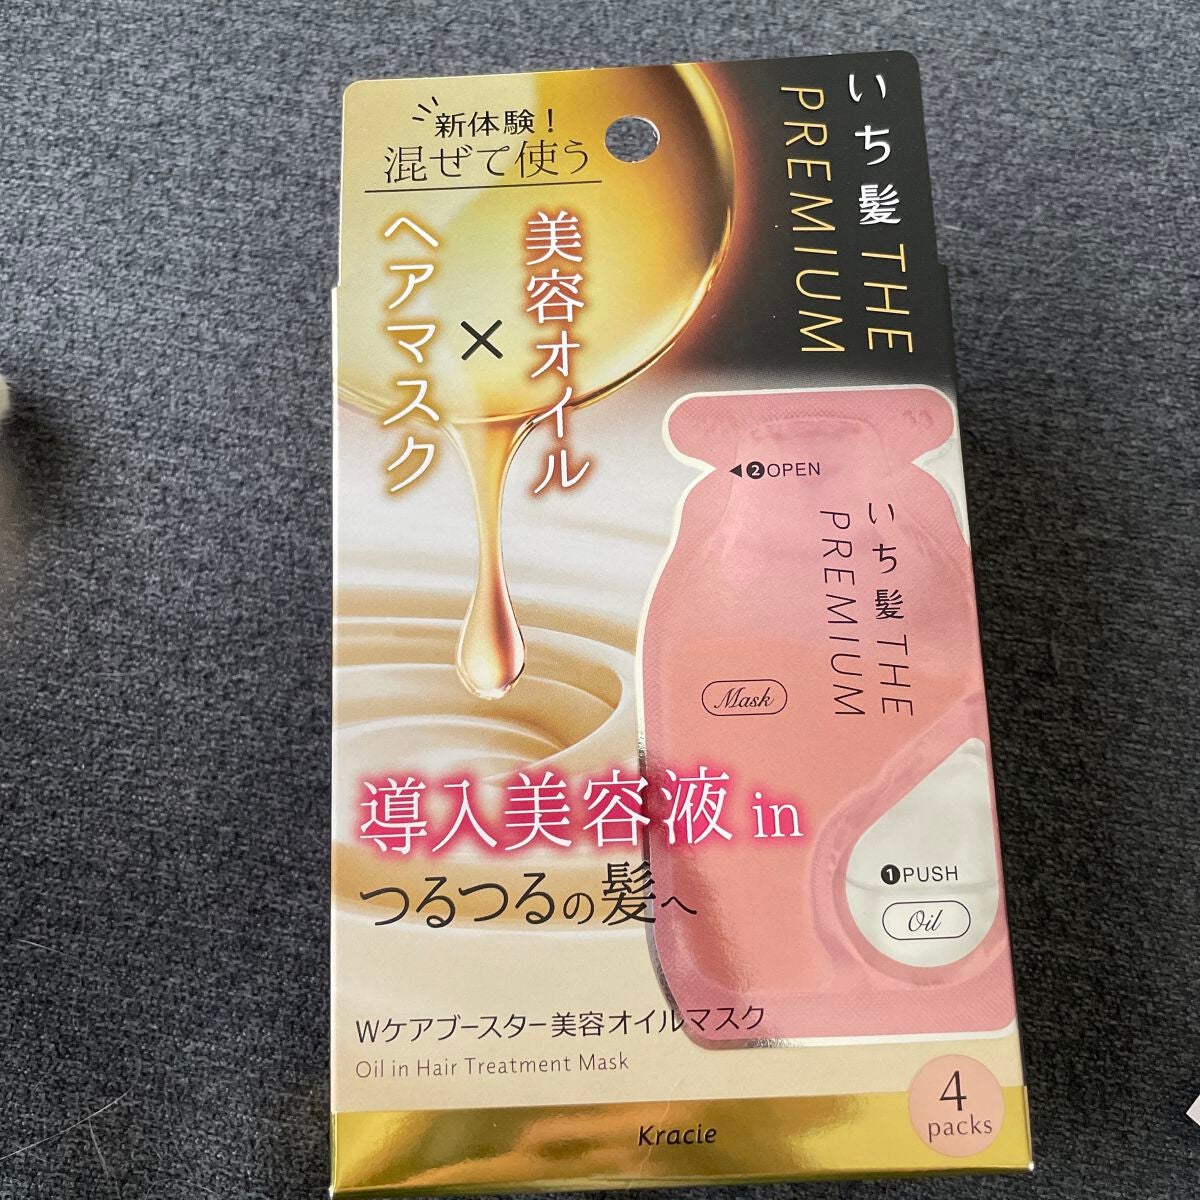 新体験！
混ぜて使う
美容オイル
×
ヘアマスク
いち髪 THE
PREMIUM
◀❷OPEN
いち髪 THE
PREMIUM
Mask
❶PUSH
Oil
導入美容液 in
つるつるの髪へ
Wケアブースター美容オイルマスク
Oil in Hair Treatment Mask
4
packs
Kracie